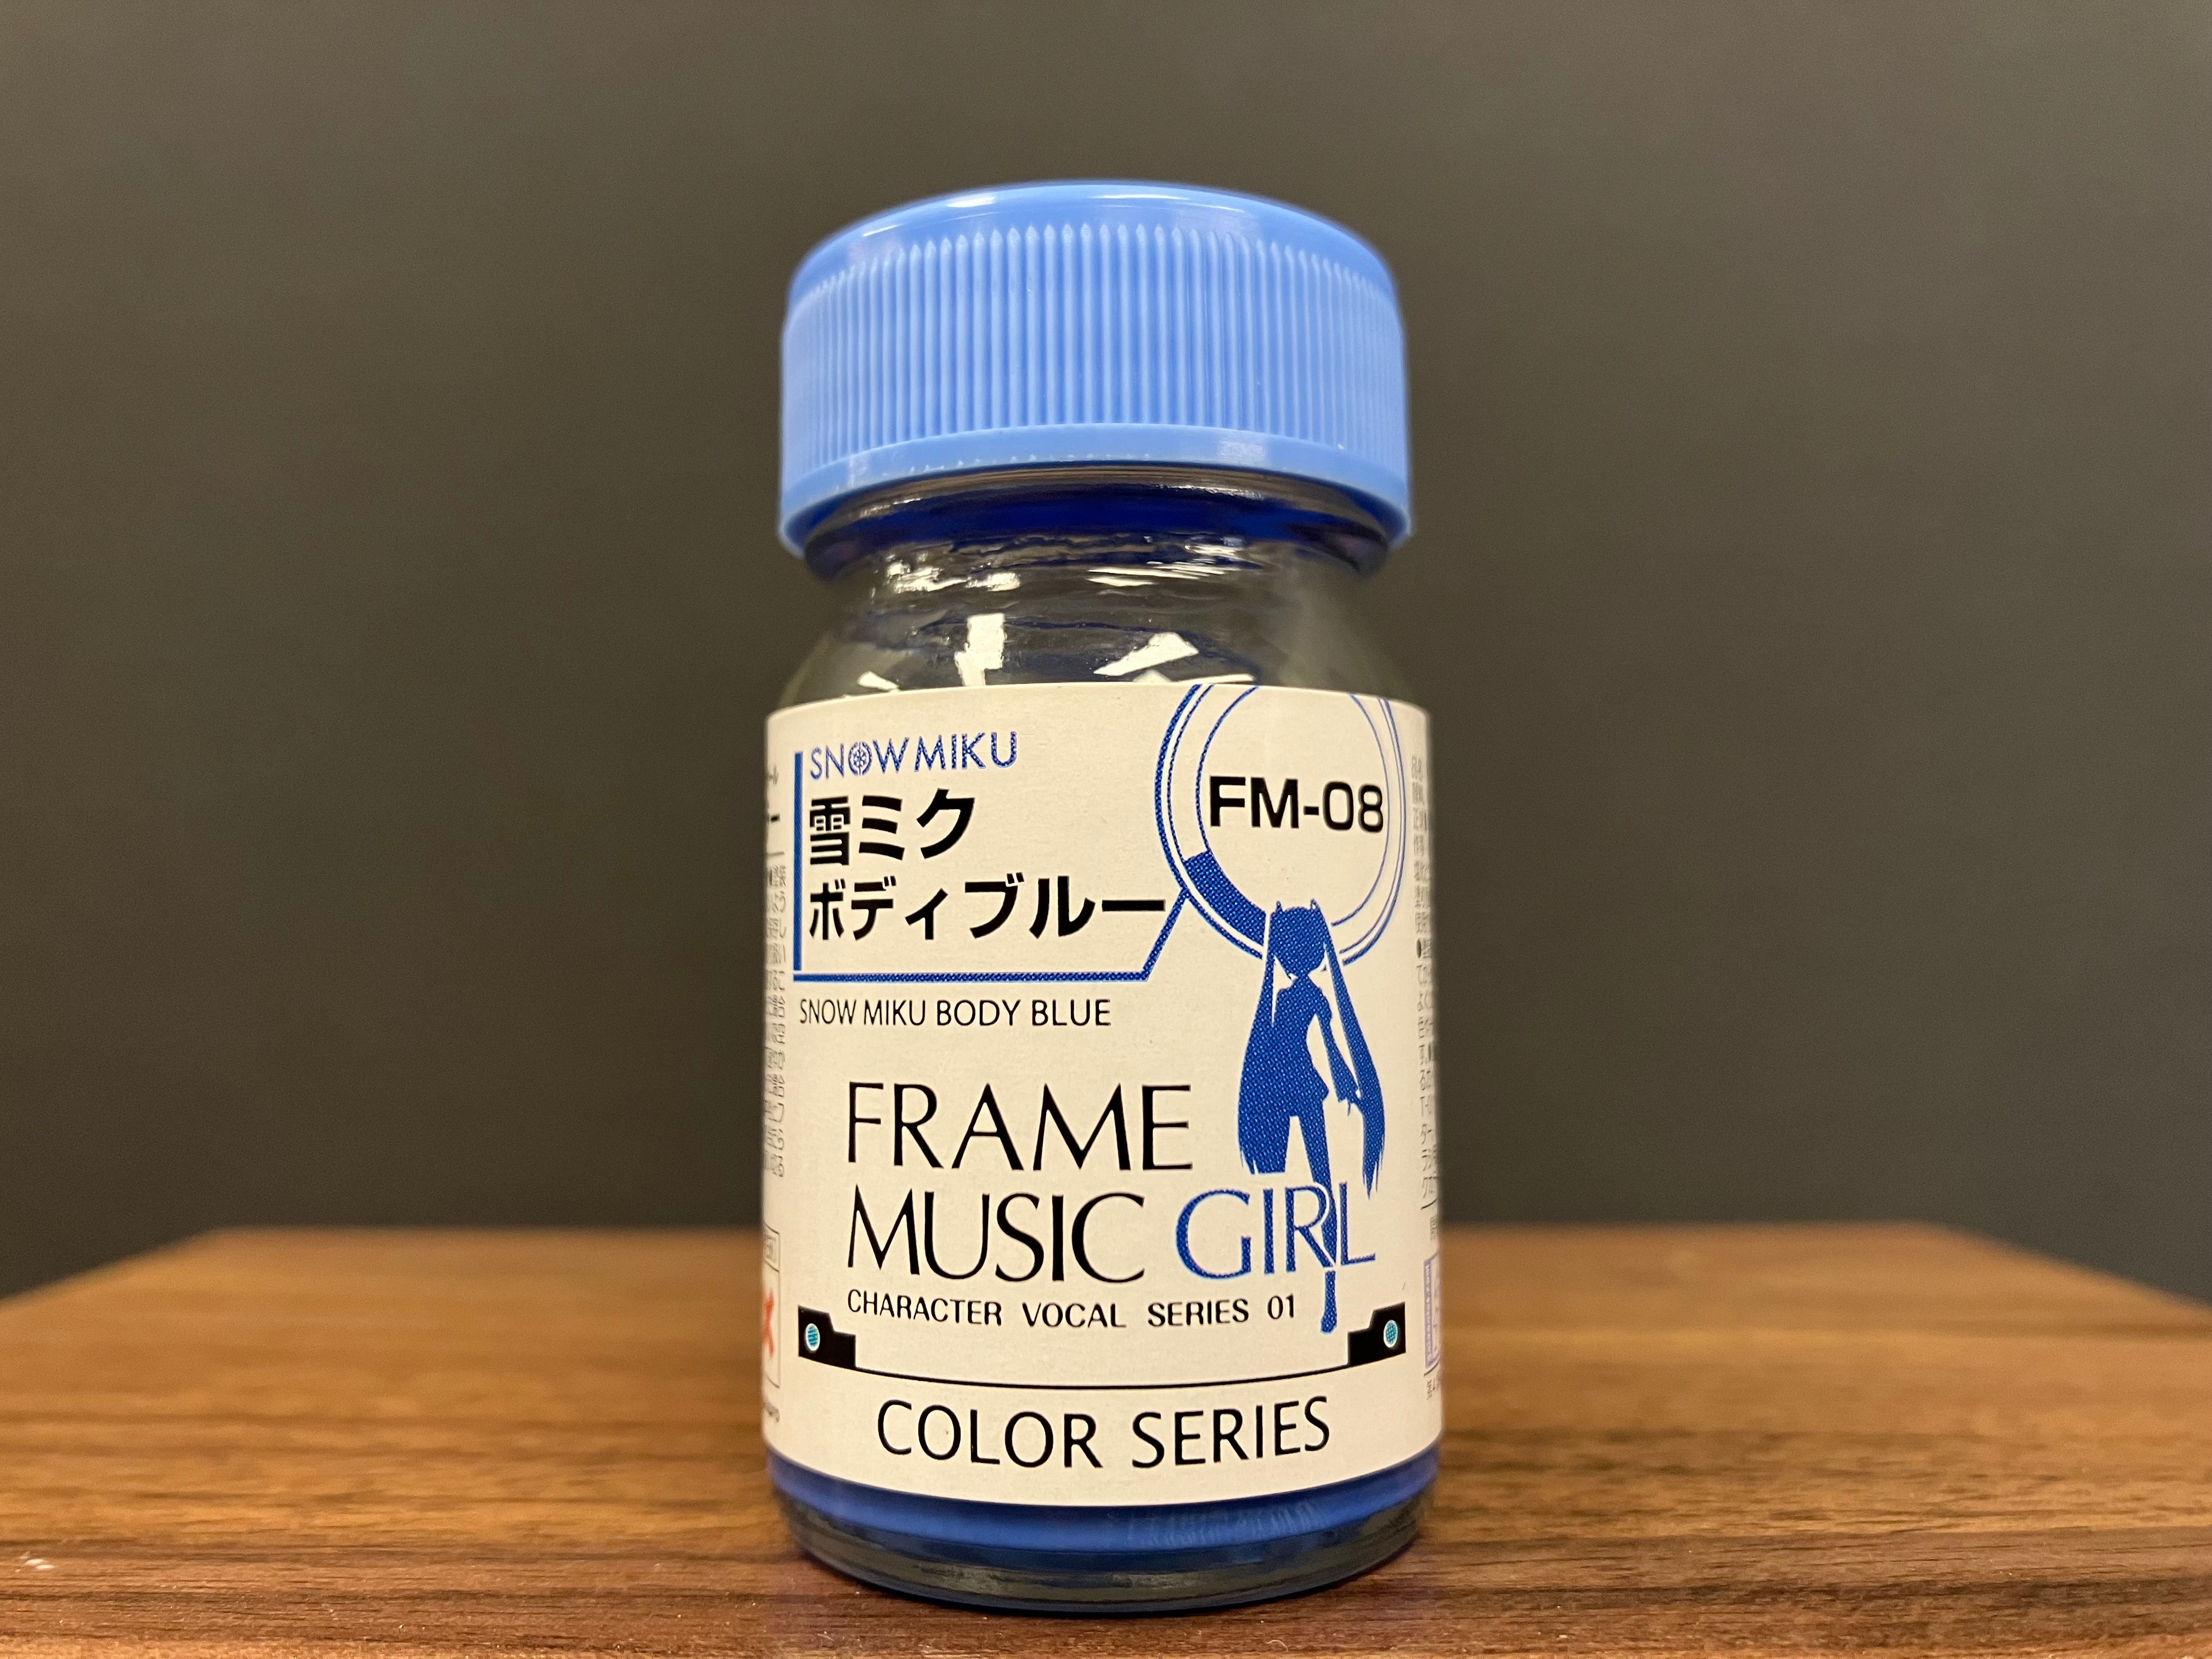 SNOW MIKU
雪ミク
ボディブルー
FM-08
SNOW MIKU BODY BLUE
FRAME
MUSIC GIRL
CHARACTER VOCAL SERIES 01
COLOR SERIES